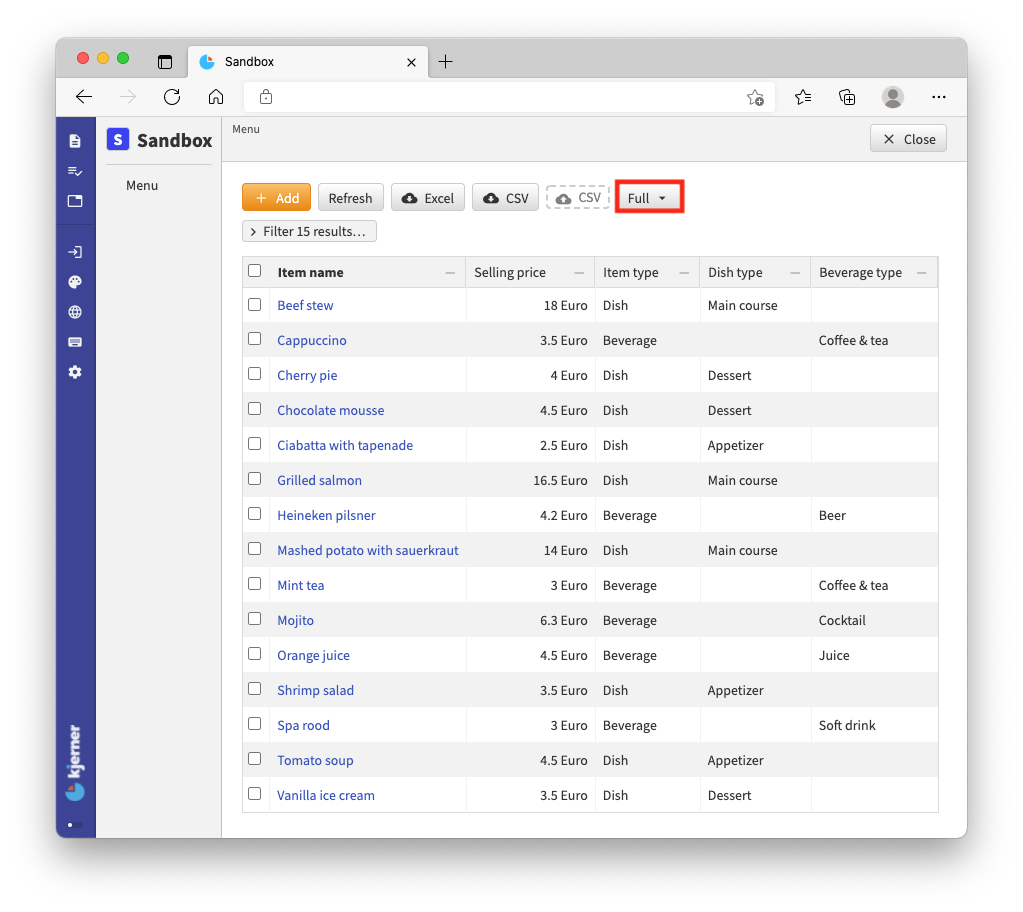 Sandbox
S Sandbox
Menu
Close
Menu
Add Refresh Excel CSV CSV Full
Filter 15 results...
Item name Selling price Item type Dish type Beverage type
Beef stew 18 Euro Dish Main course
Cappuccino 3.5 Euro Beverage Coffee & tea
Cherry pie 4 Euro Dish Dessert
Chocolate mousse 4.5 Euro Dish Dessert
Ciabatta with tapenade 2.5 Euro Dish Appetizer
Grilled salmon 16.5 Euro Dish Main course
Heineken pilsner 4.2 Euro Beverage Beer
Mashed potato with sauerkraut 14 Euro Dish Main course
Mint tea 3 Euro Beverage Coffee & tea
Mojito 6.3 Euro Beverage Cocktail
Orange juice 4.5 Euro Beverage Juice
Shrimp salad 3.5 Euro Dish Appetizer
Spa rood 3 Euro Beverage Soft drink
Tomato soup 4.5 Euro Dish Appetizer
Vanilla ice cream 3.5 Euro Dish Dessert
kjerner